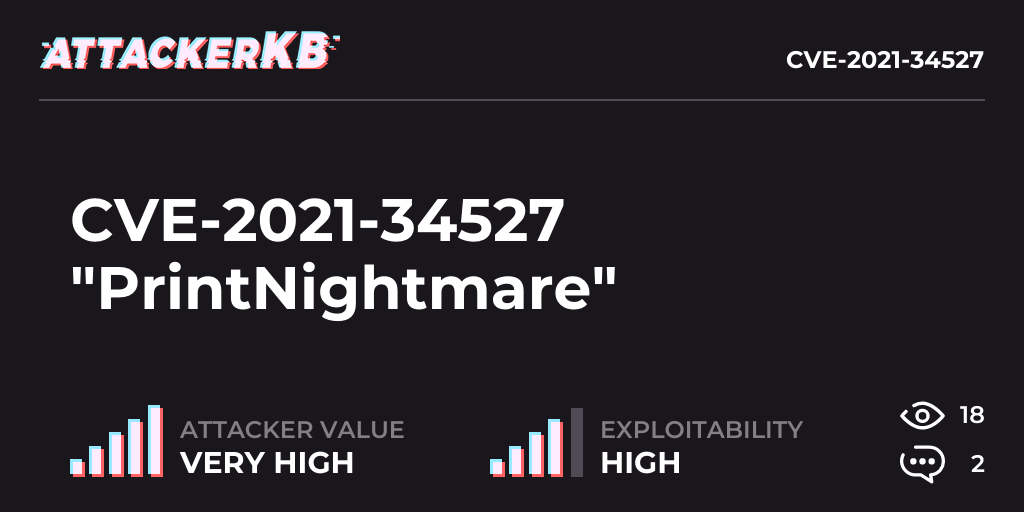 ATTACKERKB
CVE-2021-34527
CVE-2021-34527
"PrintNightmare"
ATTACKER VALUE
VERY HIGH
EXPLOITABILITY
HIGH
18
2